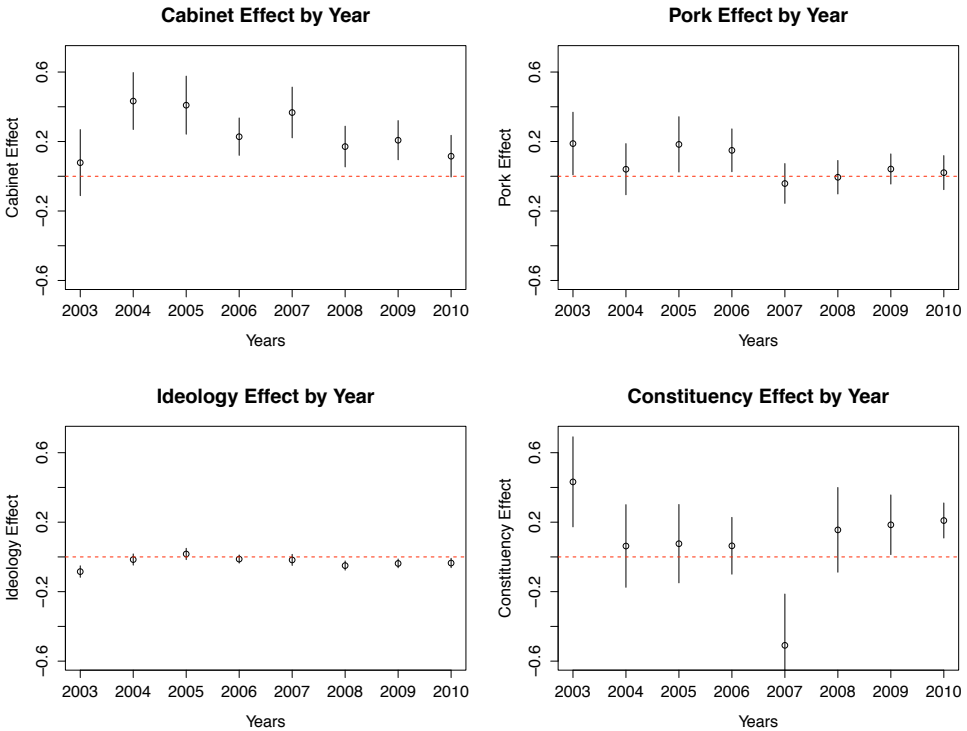 Cabinet Effect by Year
Cabinet Effect
0.6
0.2
−0.2
−0.6
2003 2004 2005 2006 2007 2008 2009 2010
Years
Pork Effect by Year
Pork Effect
0.6
0.2
−0.2
−0.6
2003 2004 2005 2006 2007 2008 2009 2010
Years
Ideology Effect by Year
Ideology Effect
0.6
0.2
−0.2
−0.6
2003 2004 2005 2006 2007 2008 2009 2010
Years
Constituency Effect by Year
Constituency Effect
0.6
0.2
−0.2
−0.6
2003 2004 2005 2006 2007 2008 2009 2010
Years